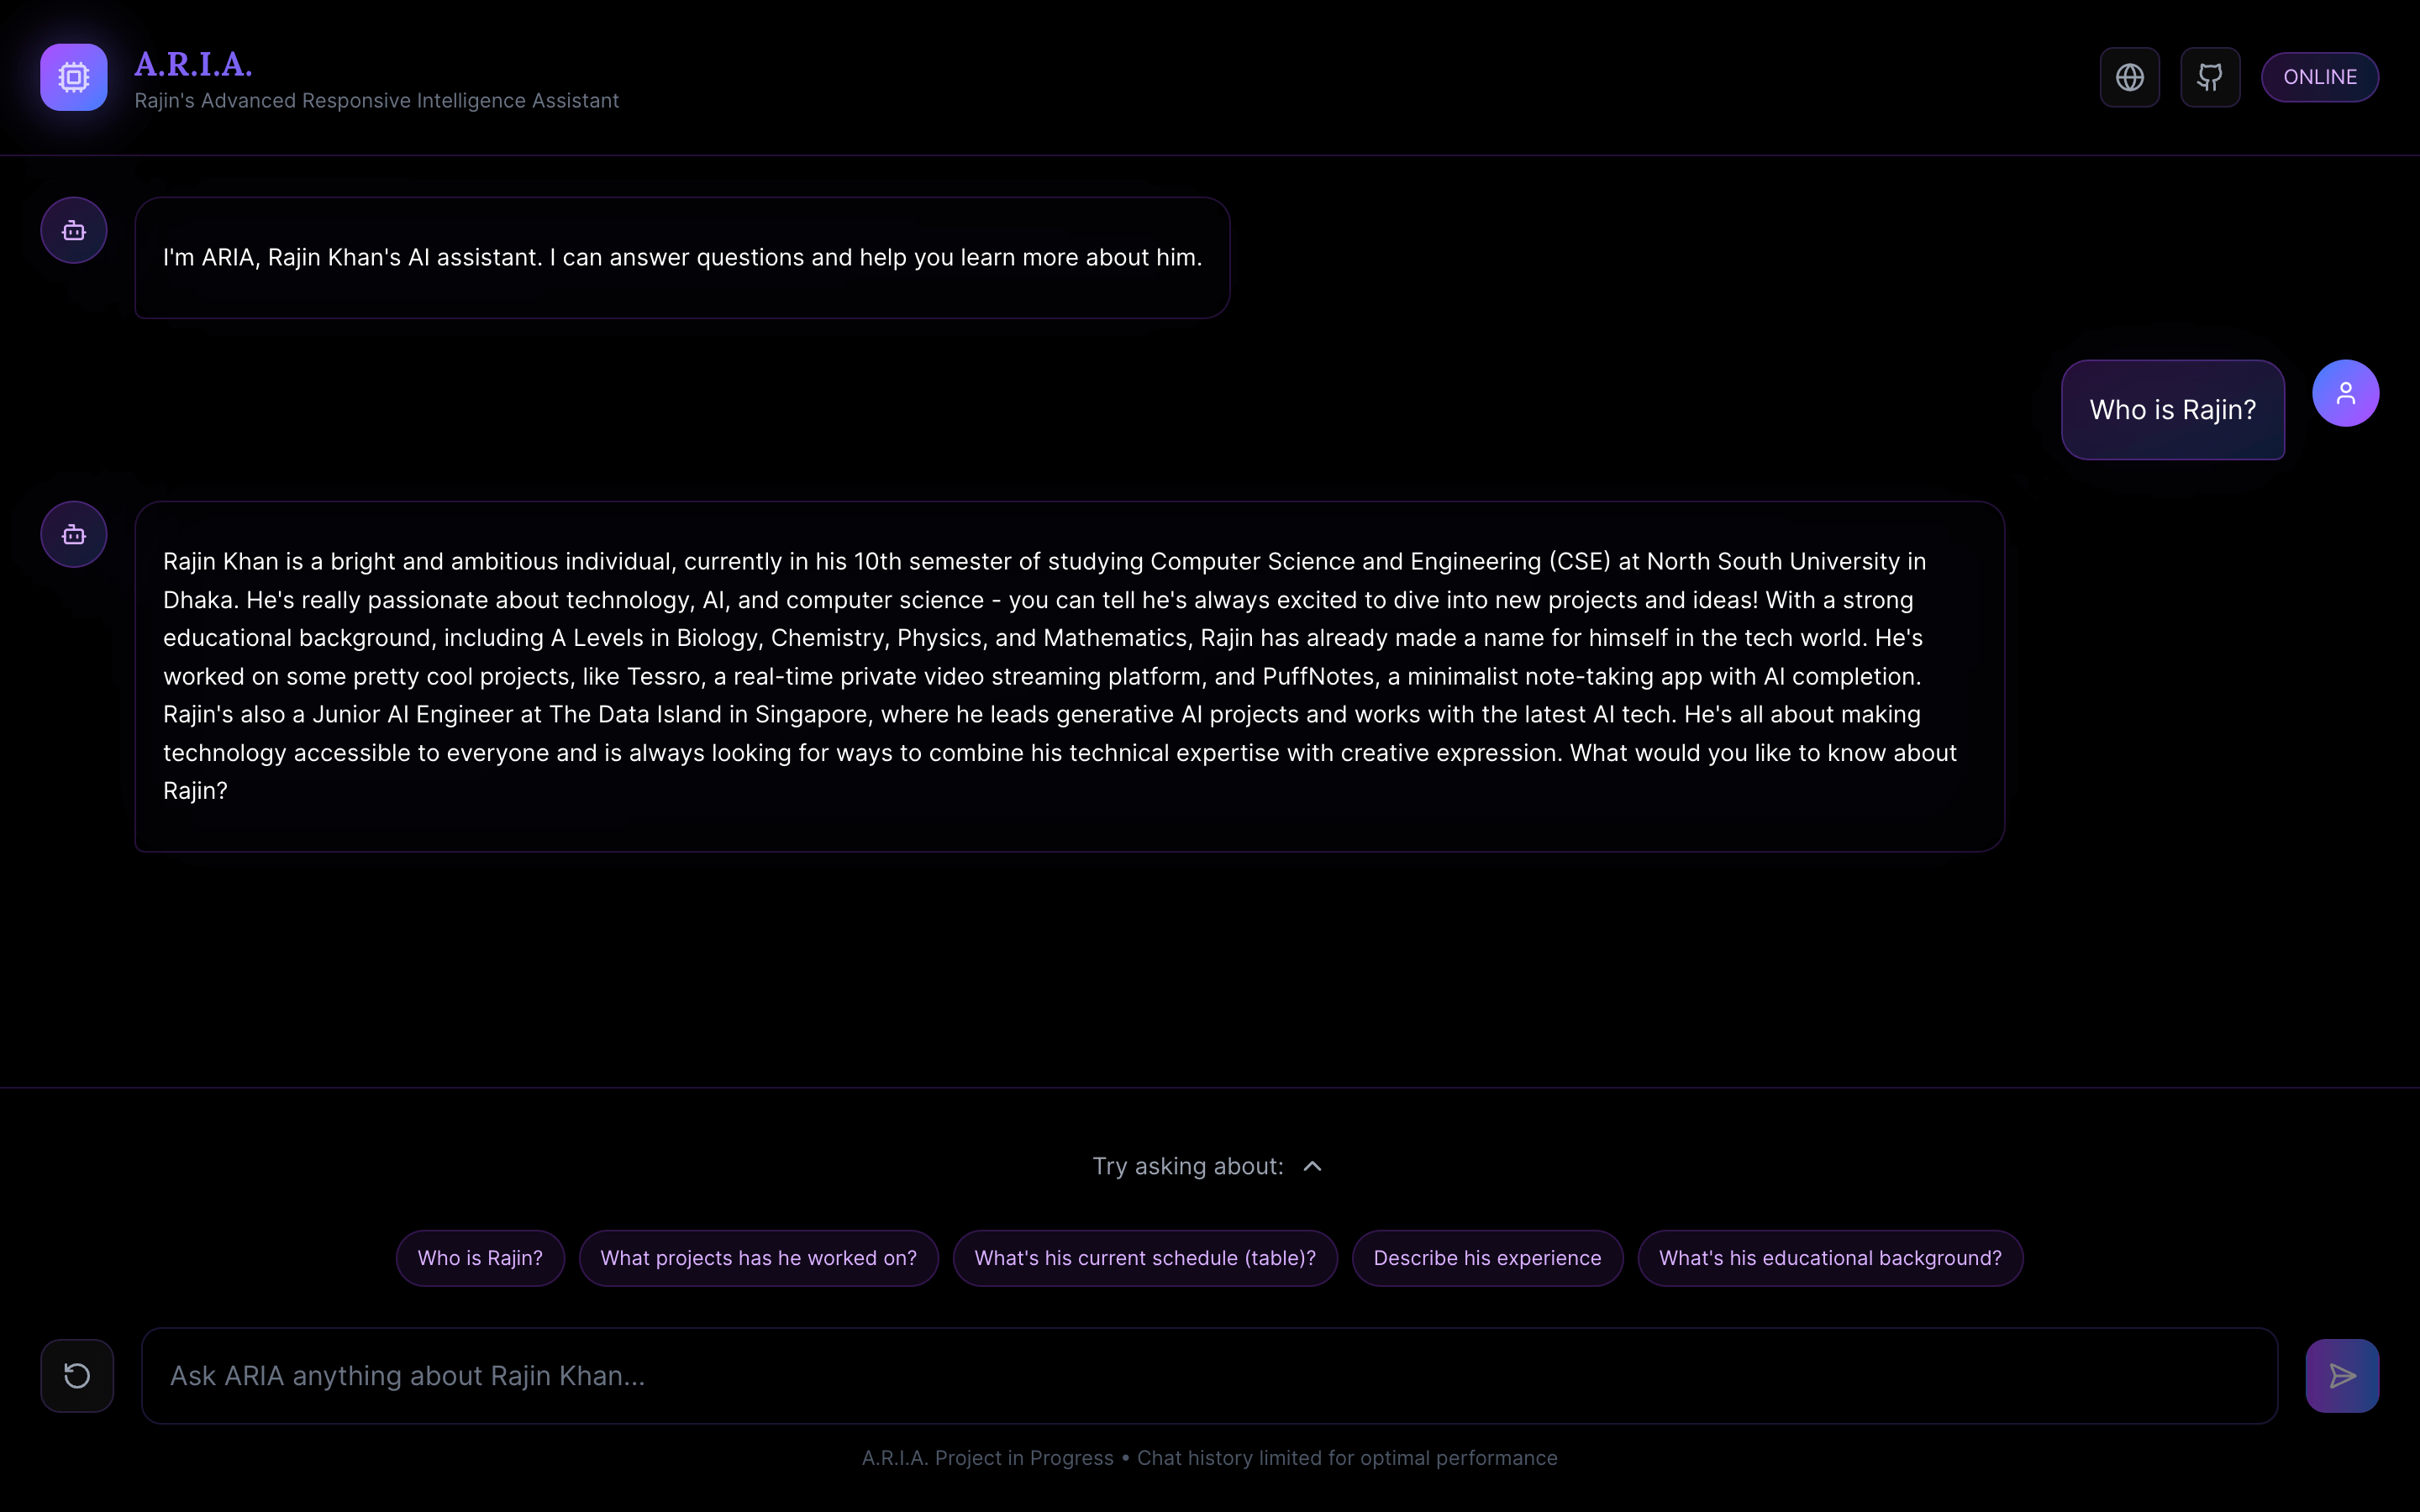 A.R.I.A.
Rajin's Advanced Responsive Intelligence Assistant
ONLINE
I'm ARIA, Rajin Khan's AI assistant. I can answer questions and help you learn more about him.
Who is Rajin?
Rajin Khan is a bright and ambitious individual, currently in his 10th semester of studying Computer Science and Engineering (CSE) at North South University in
Dhaka. He's really passionate about technology, AI, and computer science - you can tell he's always excited to dive into new projects and ideas! With a strong
educational background, including A Levels in Biology, Chemistry, Physics, and Mathematics, Rajin has already made a name for himself in the tech world. He's
worked on some pretty cool projects, like Tessro, a real-time private video streaming platform, and PuffNotes, a minimalist note-taking app with AI completion.
Rajin's also a Junior AI Engineer at The Data Island in Singapore, where he leads generative AI projects and works with the latest AI tech. He's all about making
technology accessible to everyone and is always looking for ways to combine his technical expertise with creative expression. What would you like to know about
Rajin?
Try asking about:
Who is Rajin?
What projects has he worked on?
What's his current schedule (table)?
Describe his experience
What's his educational background?
Ask ARIA anything about Rajin Khan...
A.R.I.A. Project in Progress • Chat history limited for optimal performance